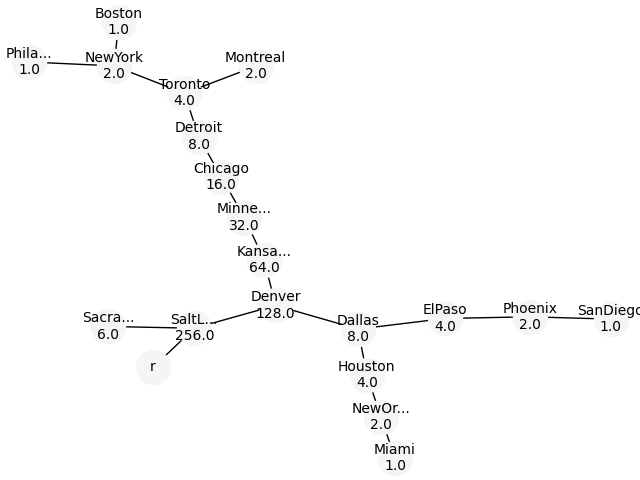 Boston
1.0
Phila...
1.0
NewYork
2.0
Montreal
2.0
Toronto
4.0
Detroit
8.0
Chicago
16.0
Minne...
32.0
Kansa...
64.0
Denver
128.0
Sacra...
6.0
SaltL...
256.0
Dallas
8.0
ElPaso
4.0
Phoenix
2.0
SanDiego
1.0
r
Houston
4.0
NewOr...
2.0
Miami
1.0